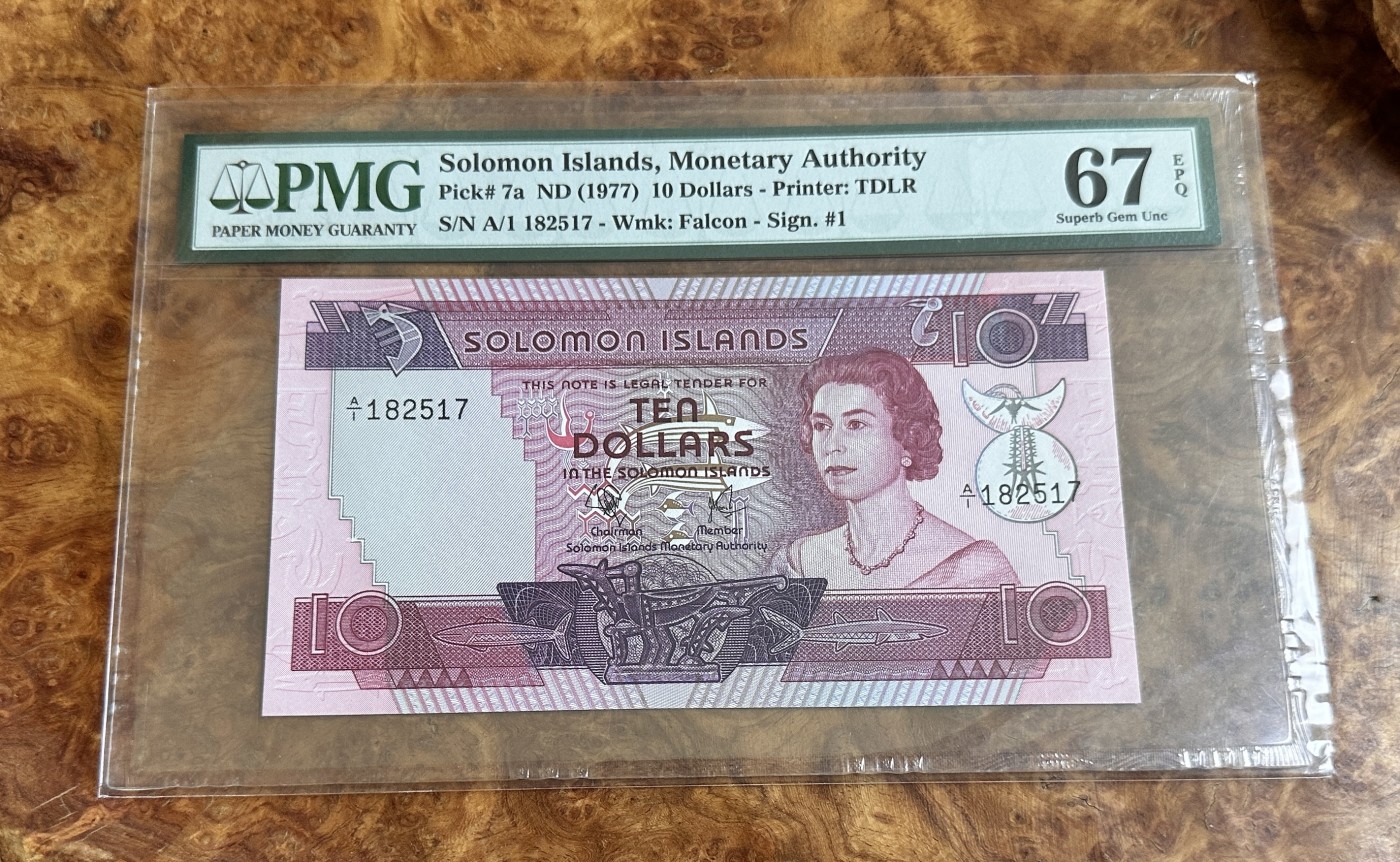 PMG
PAPER MONEY GUARANTY
Solomon Islands, Monetary Authority
Pick# 7a ND (1977) 10 Dollars - Printer: TDLR
S/N A/1 182517 - Wmk: Falcon - Sign. #1
67
EPQ
Superb Gem Unc
SOLOMON ISLANDS
10
THIS NOTE IS LEGAL TENDER FOR
A/1 182517
TEN
DOLLARS
IN THE SOLOMON ISLANDS
A/1 182517
Chairman Member
Solomon Islands Monetary Authority
10
10